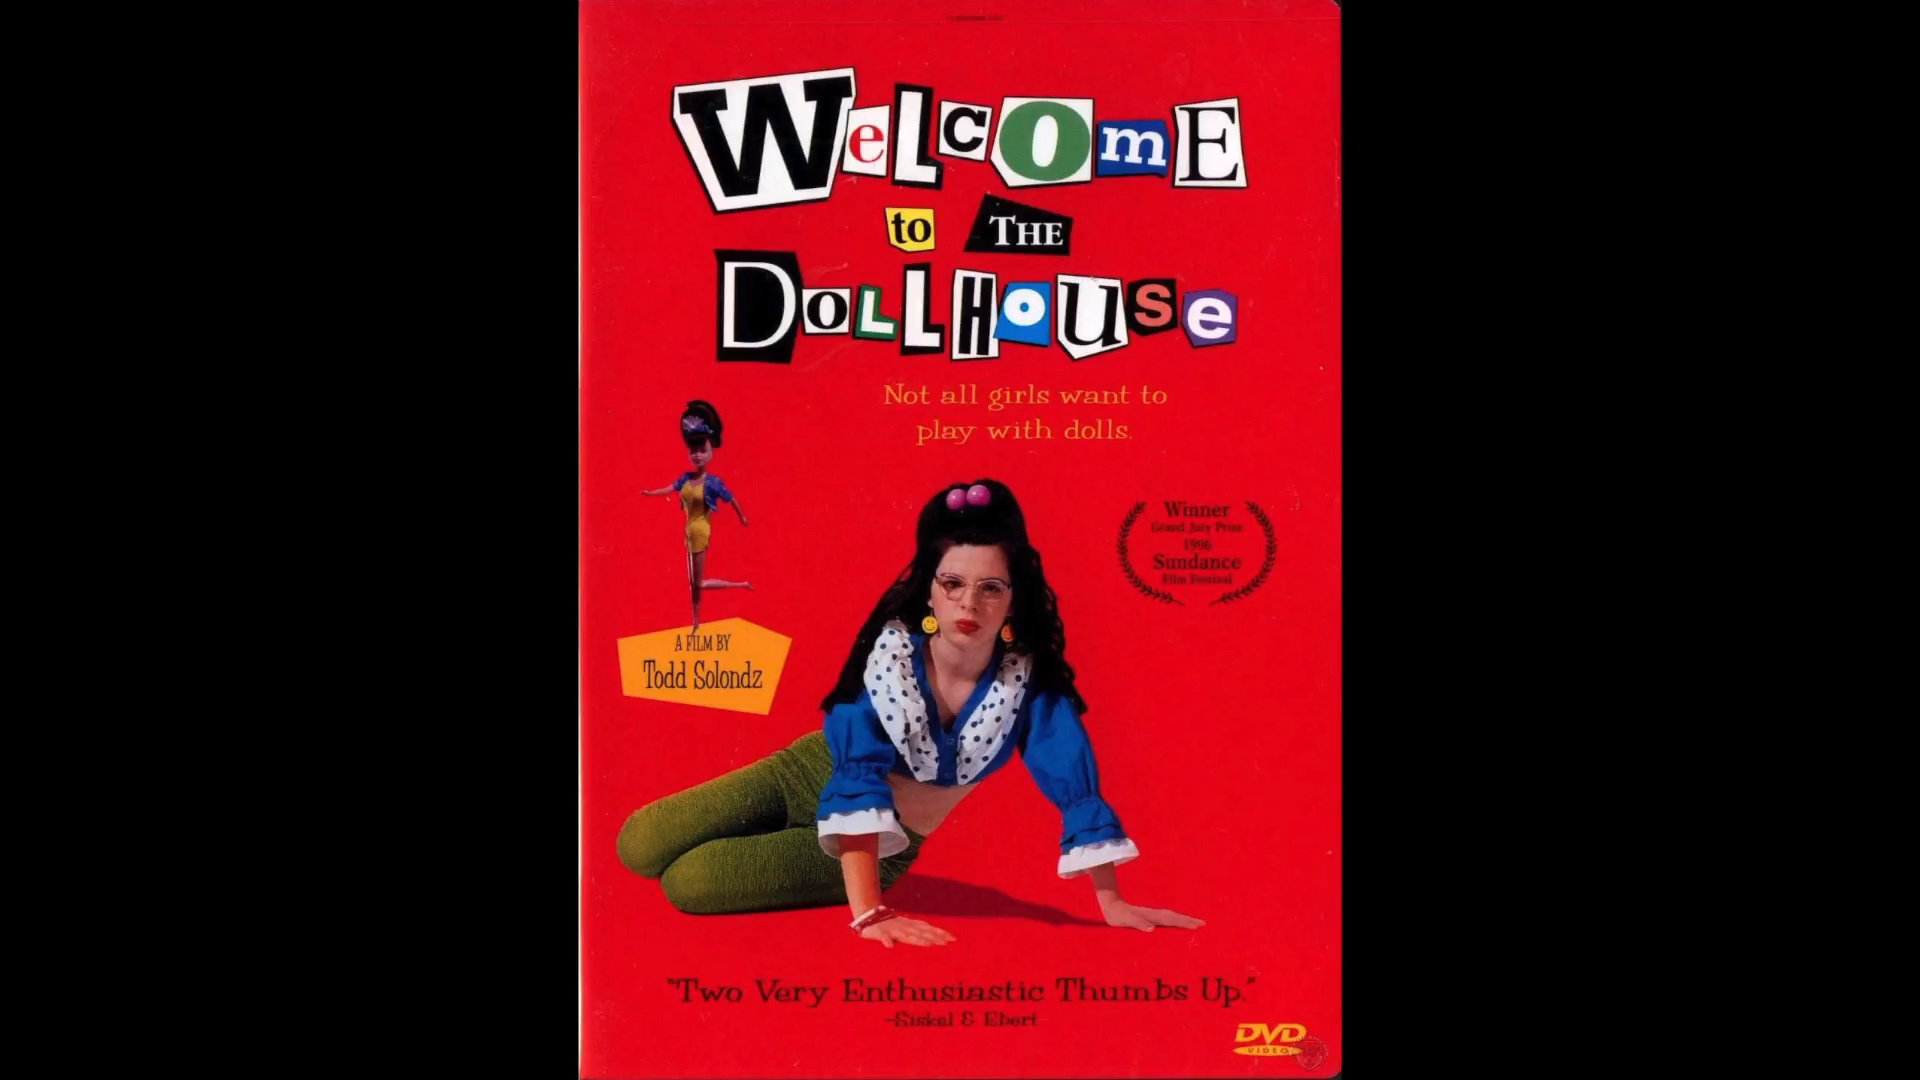 Welcome
to THE
DOLLHOUSe
Not all girls want to
play with dolls.
Winner
Grand Jury Prize
1996
Sundance
Film Festival
A FILM BY
Todd Solondz
"Two Very Enthusiastic Thumbs Up."
-Siskel & Ebert
DVD
VIDEO